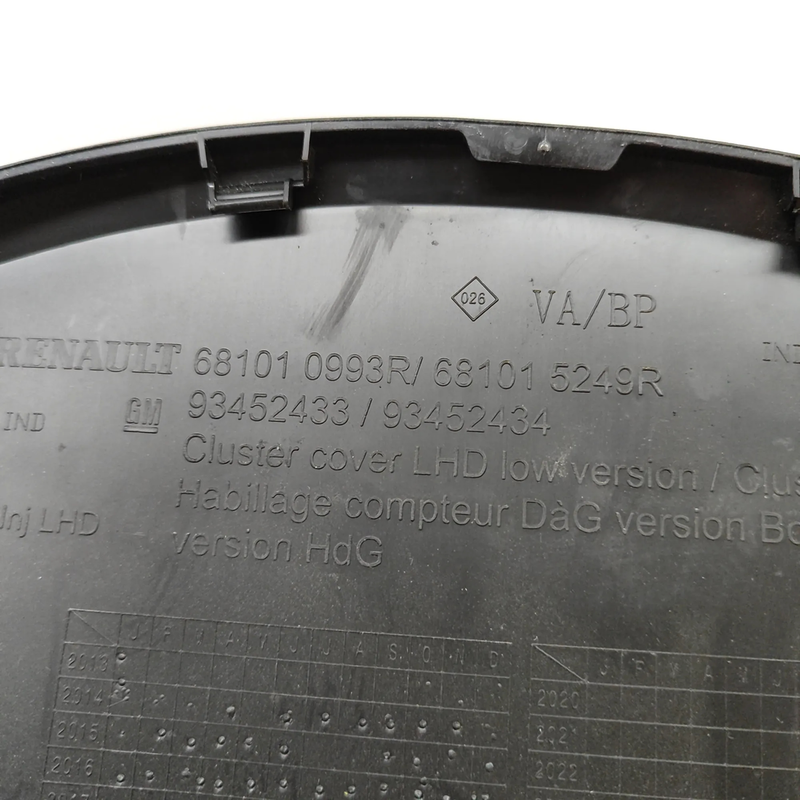 026 VA/BP
RENAULT 68101 0993R/ 68101 5249R
IND
IND GM 93452433 / 93452434
Cluster cover LHD low version /
Inj LHD Habillage compteur DàG version
version HdG
J F M A M J J A S O N D
2013
2014
2015
2016
J F M A M J
2020
2021
2022